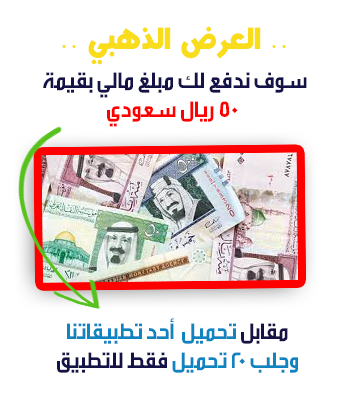 .. العرض الذهبي ..
سوف ندفع لك مبلغ مالي بقيمة
٥٠ ريال سعودي
مقابل تحميل أحد تطبيقاتنا
وجلب ٢٠ تحميل فقط للتطبيق